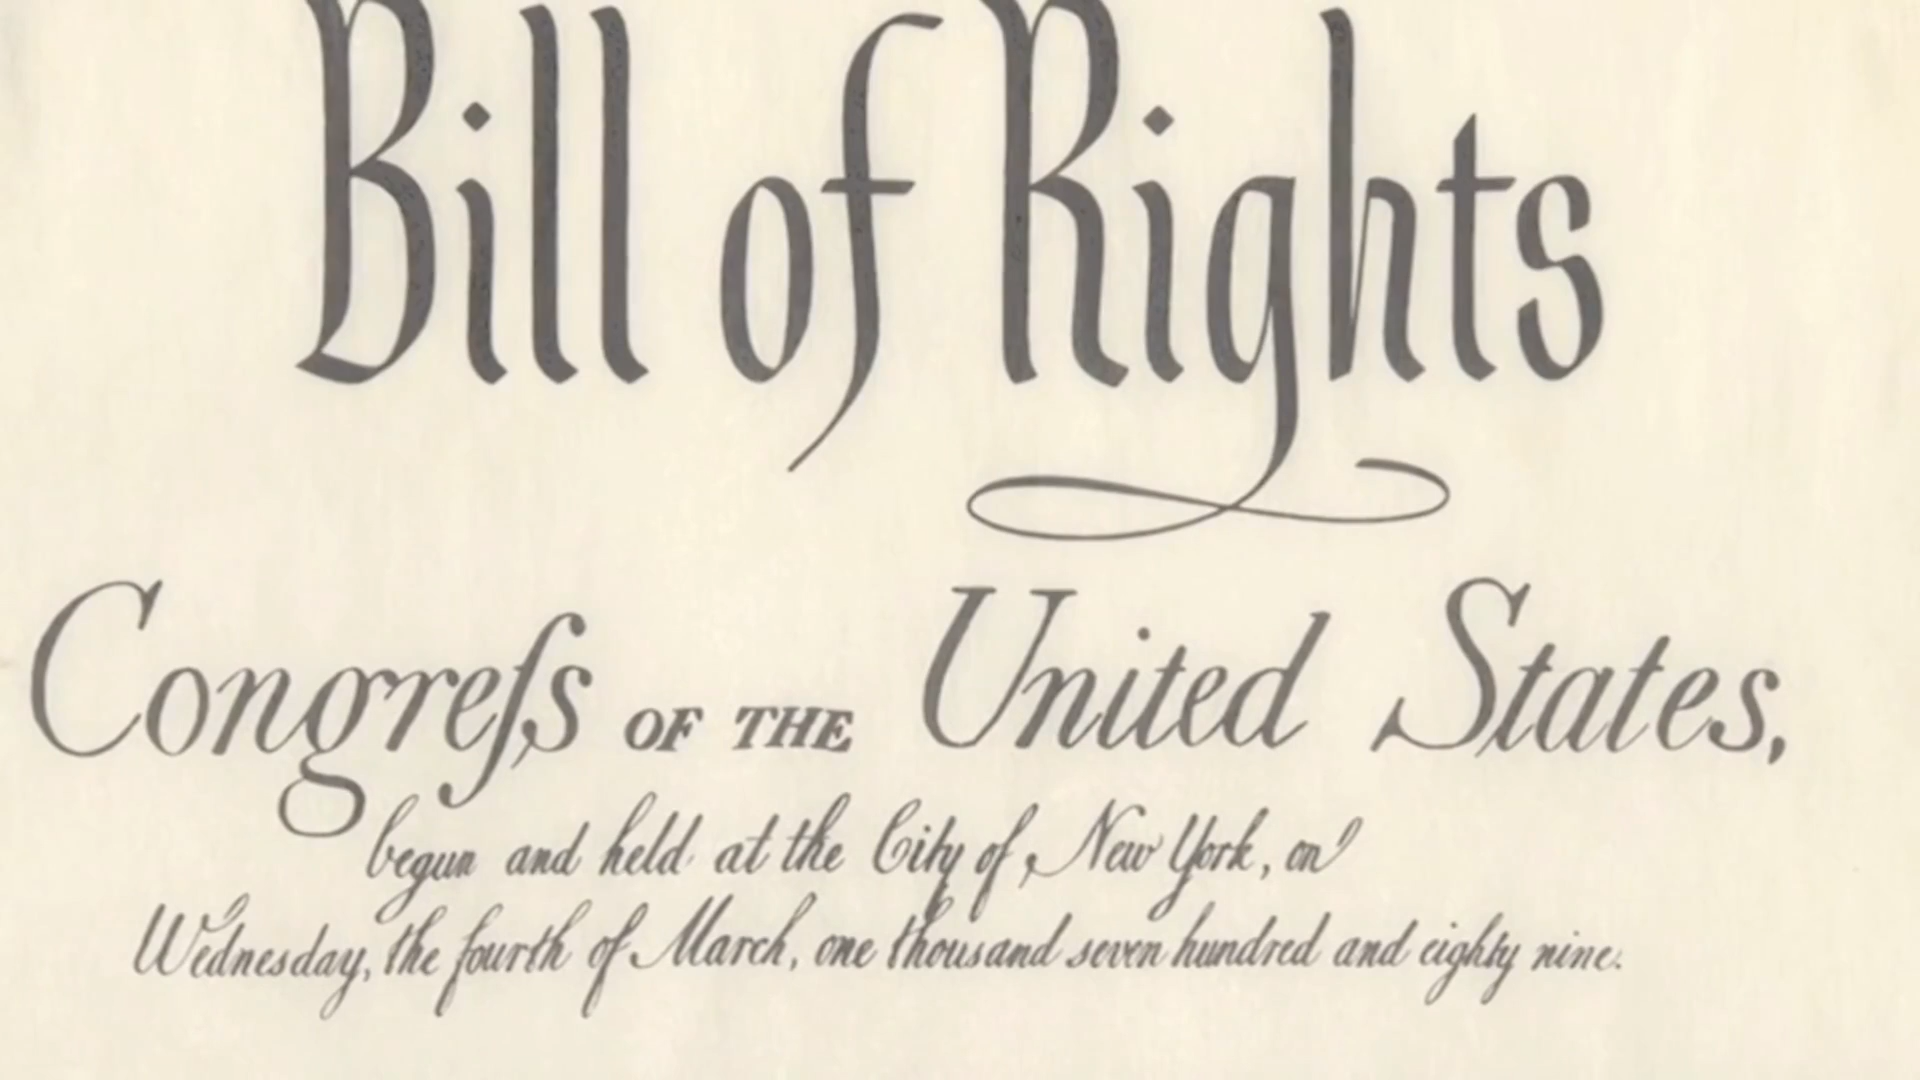 Bill of Rights
Congreſs OF THE United States,
begun and held at the City of New York, on
Wednesday, the fourth of March, one thousand seven hundred and eighty nine.